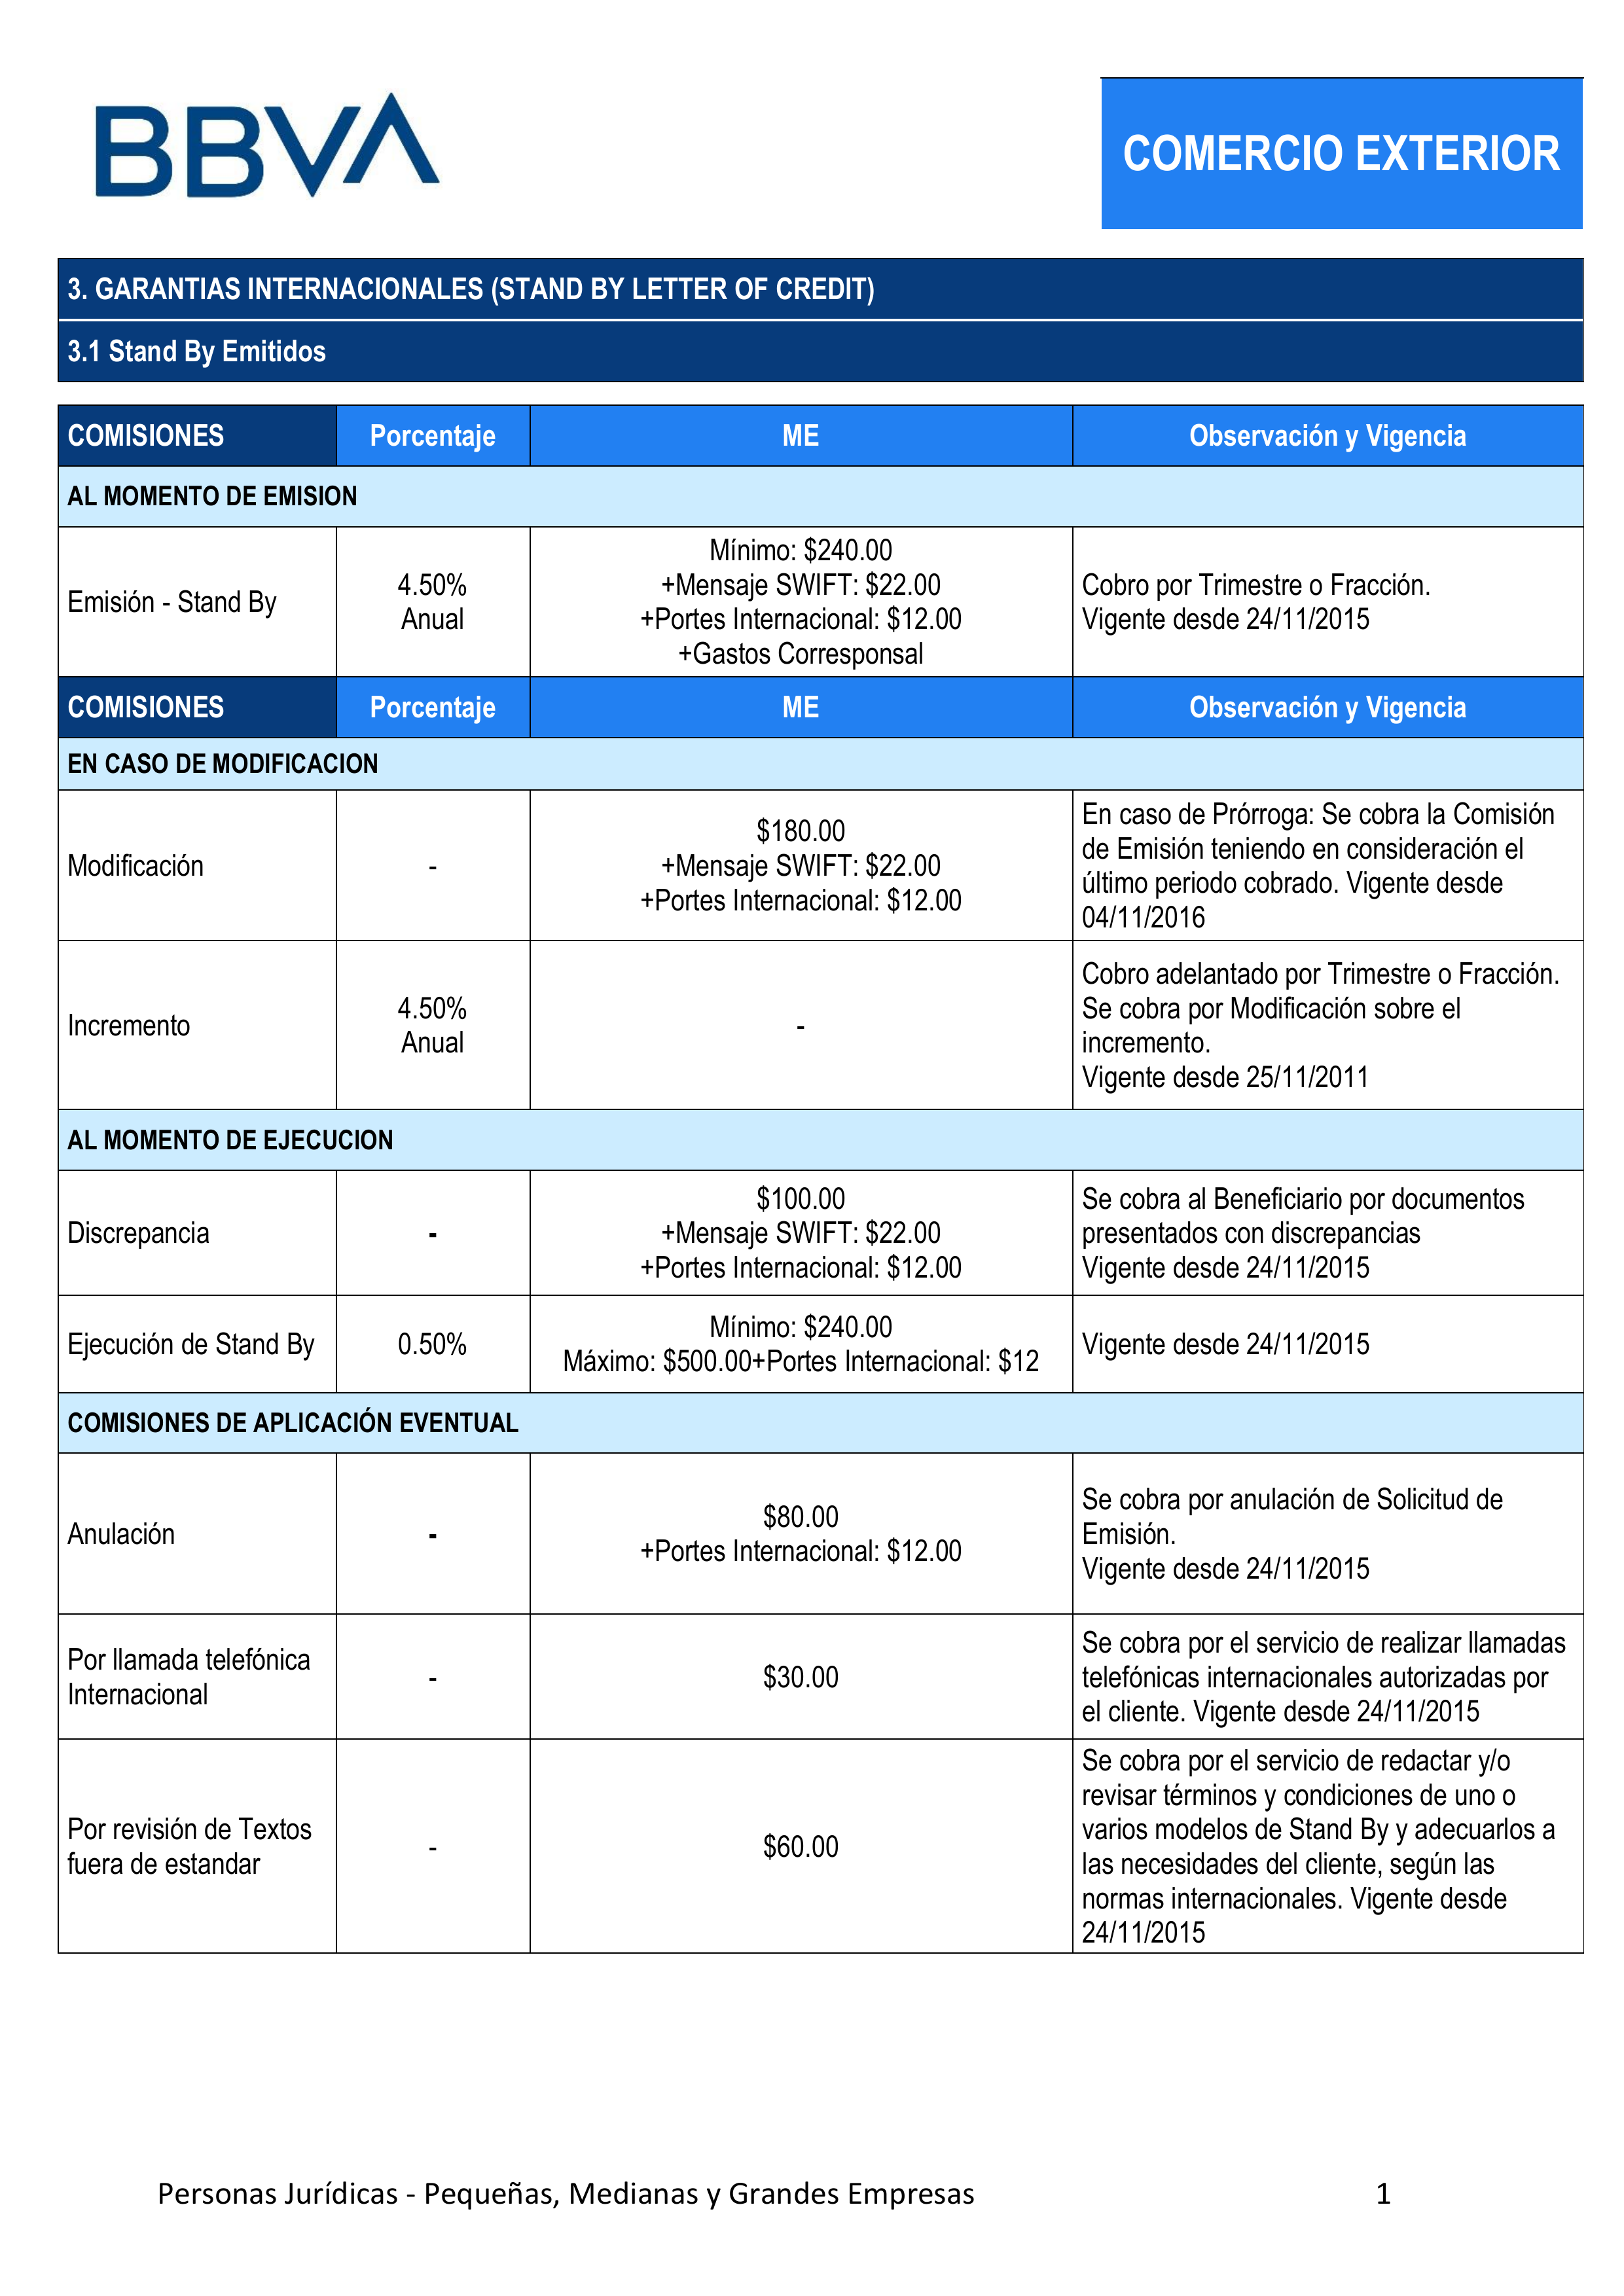 BBVA
COMERCIO EXTERIOR
3. GARANTIAS INTERNACIONALES (STAND BY LETTER OF CREDIT)
3.1 Stand By Emitidos
COMISIONES Porcentaje ME Observación y Vigencia
AL MOMENTO DE EMISION
Emisión - Stand By
4.50%
Anual
Mínimo: $240.00
+Mensaje SWIFT: $22.00
+Portes Internacional: $12.00
+Gastos Corresponsal
Cobro por Trimestre o Fracción.
Vigente desde 24/11/2015
COMISIONES Porcentaje ME Observación y Vigencia
EN CASO DE MODIFICACION
Modificación
-
$180.00
+Mensaje SWIFT: $22.00
+Portes Internacional: $12.00
En caso de Prórroga: Se cobra la Comisión
de Emisión teniendo en consideración el
último periodo cobrado. Vigente desde
04/11/2016
Incremento
4.50%
Anual
-
Cobro adelantado por Trimestre o Fracción.
Se cobra por Modificación sobre el
incremento.
Vigente desde 25/11/2011
AL MOMENTO DE EJECUCION
Discrepancia
-
$100.00
+Mensaje SWIFT: $22.00
+Portes Internacional: $12.00
Se cobra al Beneficiario por documentos
presentados con discrepancias
Vigente desde 24/11/2015
Ejecución de Stand By
0.50%
Mínimo: $240.00
Máximo: $500.00+Portes Internacional: $12
Vigente desde 24/11/2015
COMISIONES DE APLICACIÓN EVENTUAL
Anulación
-
$80.00
+Portes Internacional: $12.00
Se cobra por anulación de Solicitud de
Emisión.
Vigente desde 24/11/2015
Por llamada telefónica
Internacional
-
$30.00
Se cobra por el servicio de realizar llamadas
telefónicas internacionales autorizadas por
el cliente. Vigente desde 24/11/2015
Por revisión de Textos
fuera de estandar
-
$60.00
Se cobra por el servicio de redactar y/o
revisar términos y condiciones de uno o
varios modelos de Stand By y adecuarlos a
las necesidades del cliente, según las
normas internacionales. Vigente desde
24/11/2015
Personas Jurídicas - Pequeñas, Medianas y Grandes Empresas 1